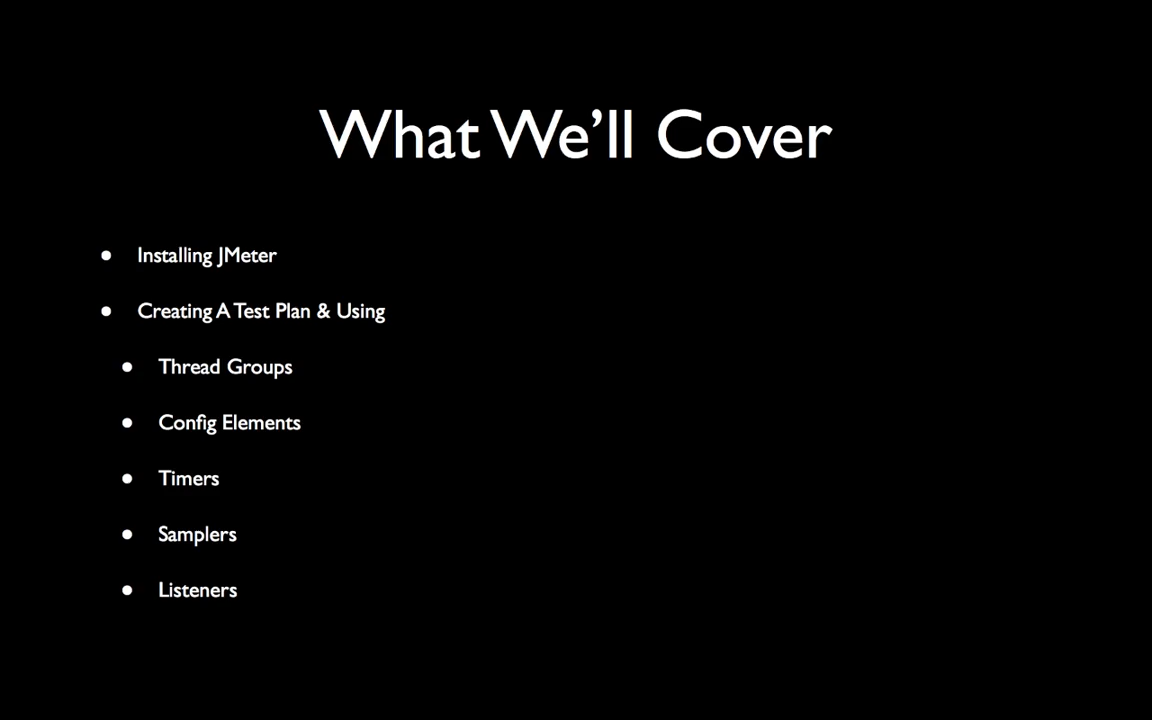 What We’ll Cover
• Installing JMeter
• Creating A Test Plan & Using
• Thread Groups
• Config Elements
• Timers
• Samplers
• Listeners